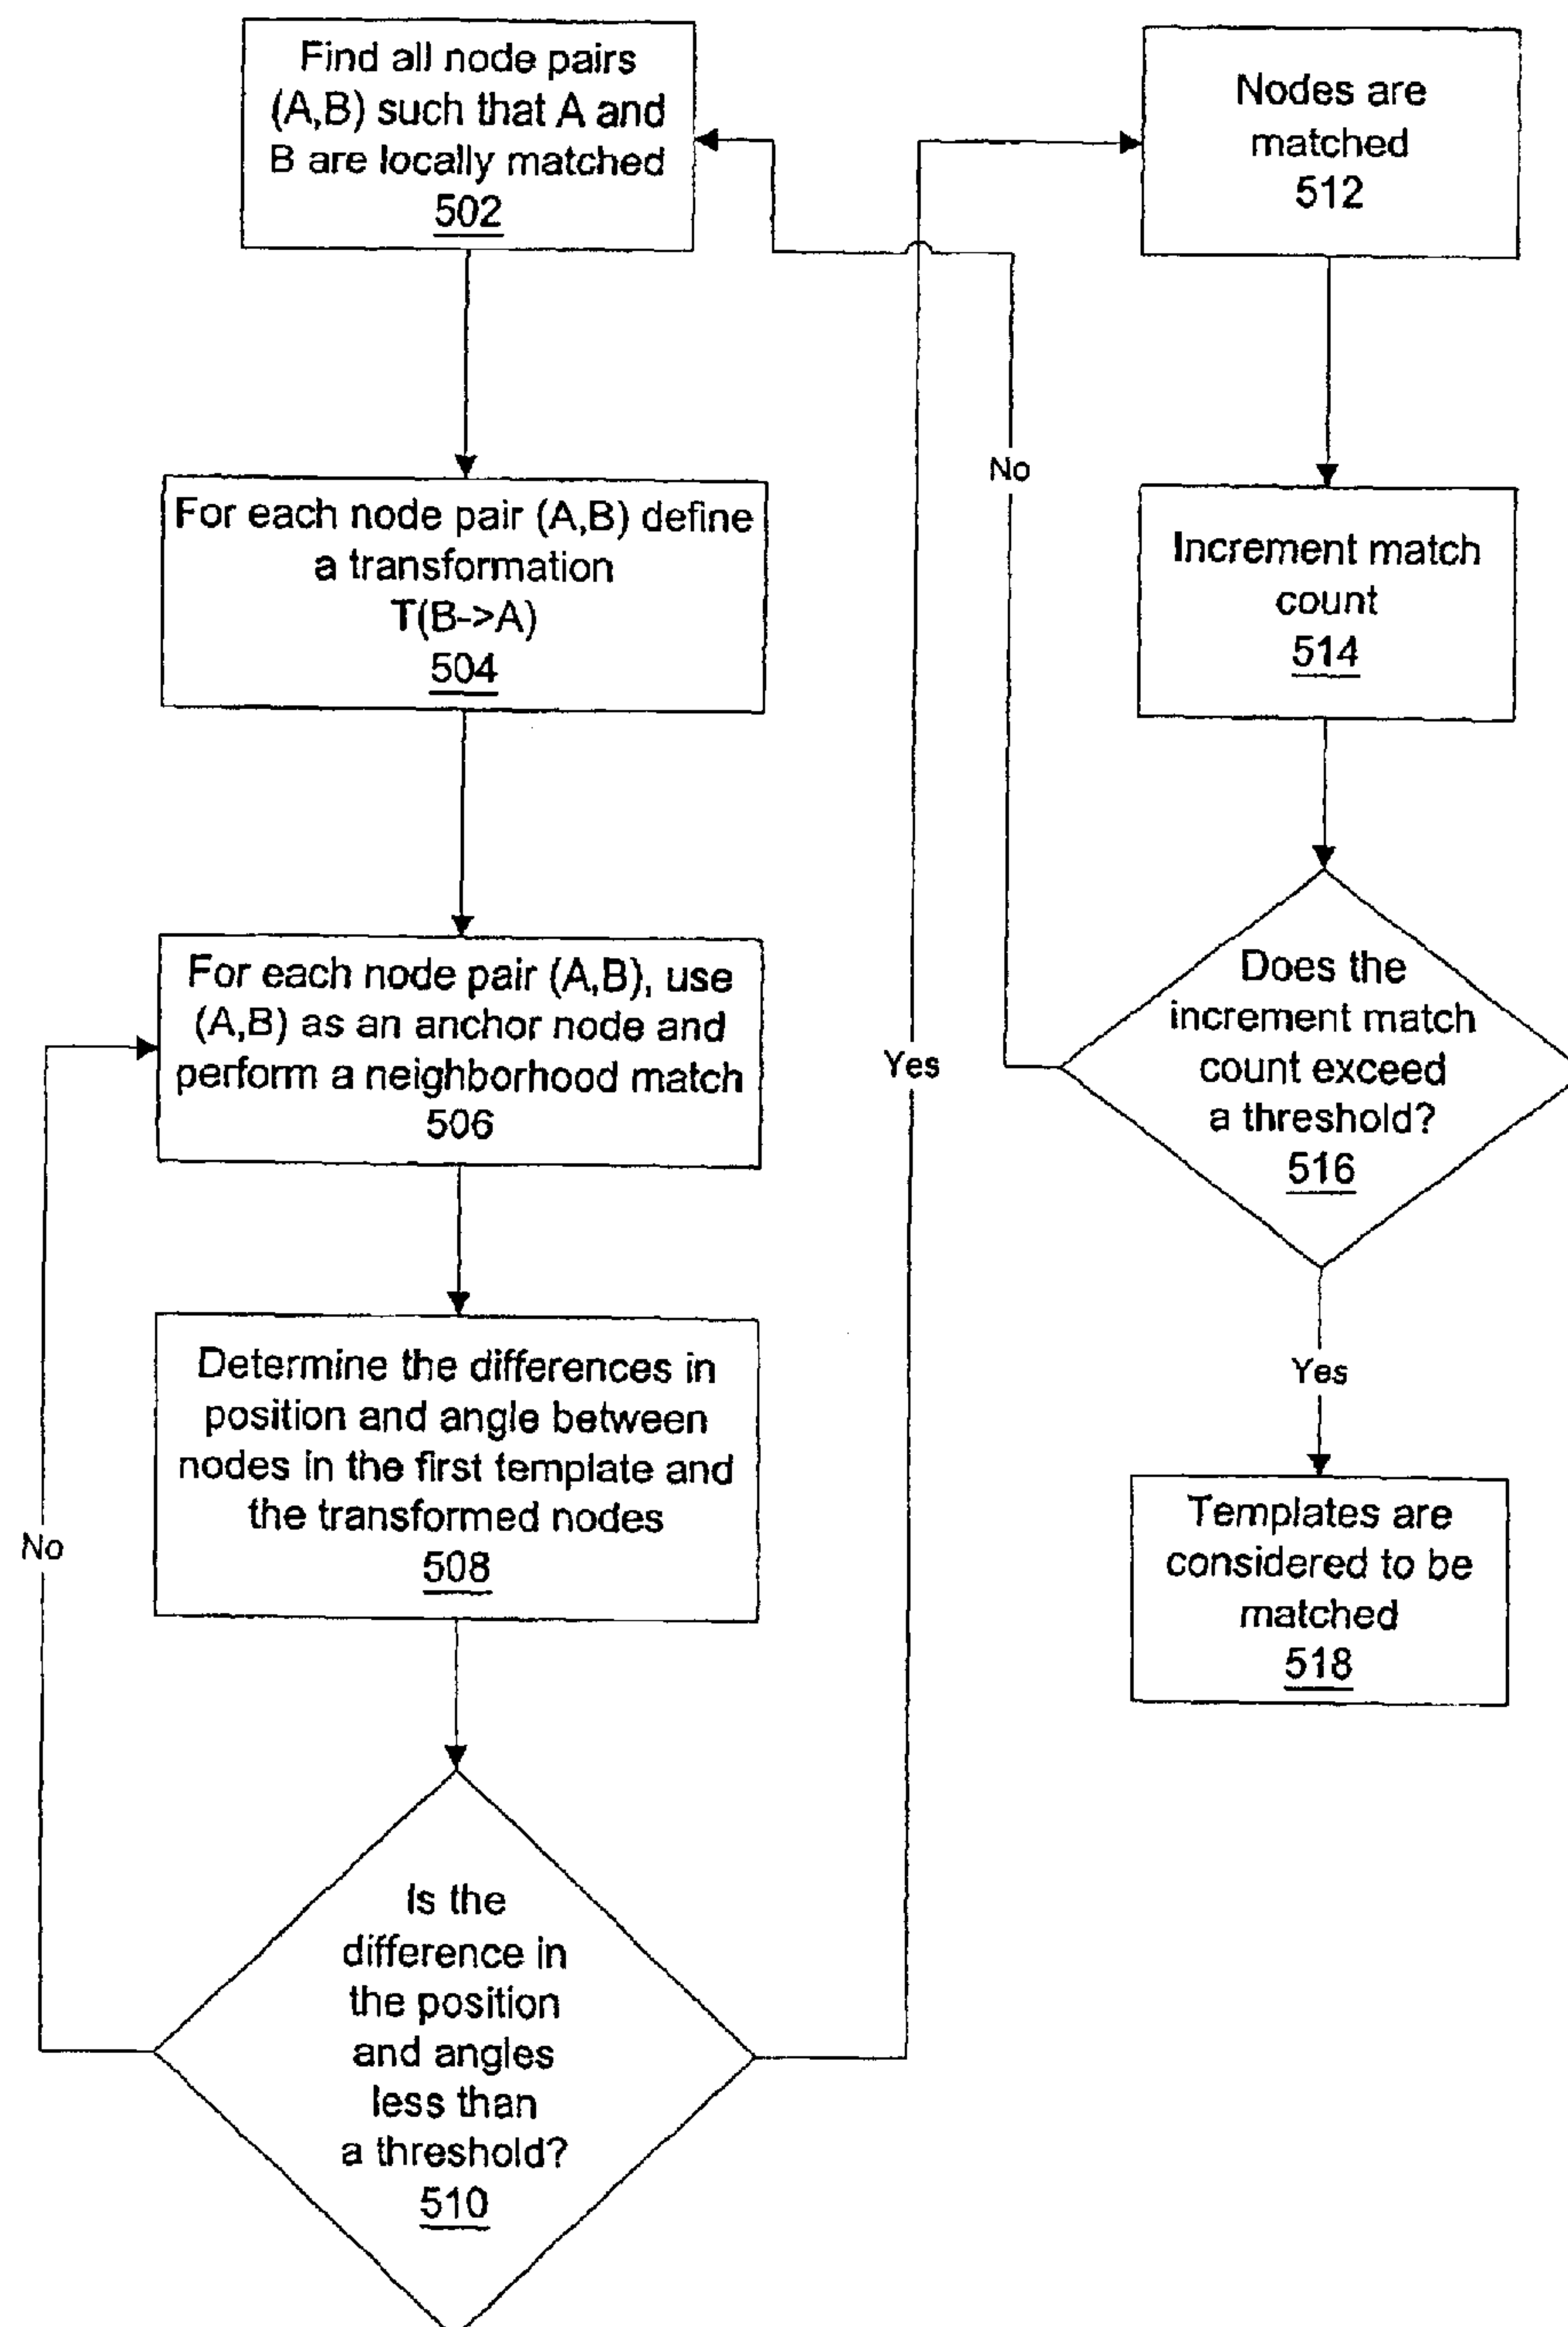 Find all node pairs
(A,B) such that A and
B are locally matched
502
For each node pair (A,B) define
a transformation
T(B->A)
504
For each node pair (A,B), use
(A,B) as an anchor node and
perform a neighborhood match
506
Determine the differences in
position and angle between
nodes in the first template and
the transformed nodes
508
No
Is the
difference in
the position
and angles
less than
a threshold?
510
Yes
Nodes are
matched
512
Increment match
count
514
No
Does the
increment match
count exceed
a threshold?
516
Yes
Templates are
considered to be
matched
518